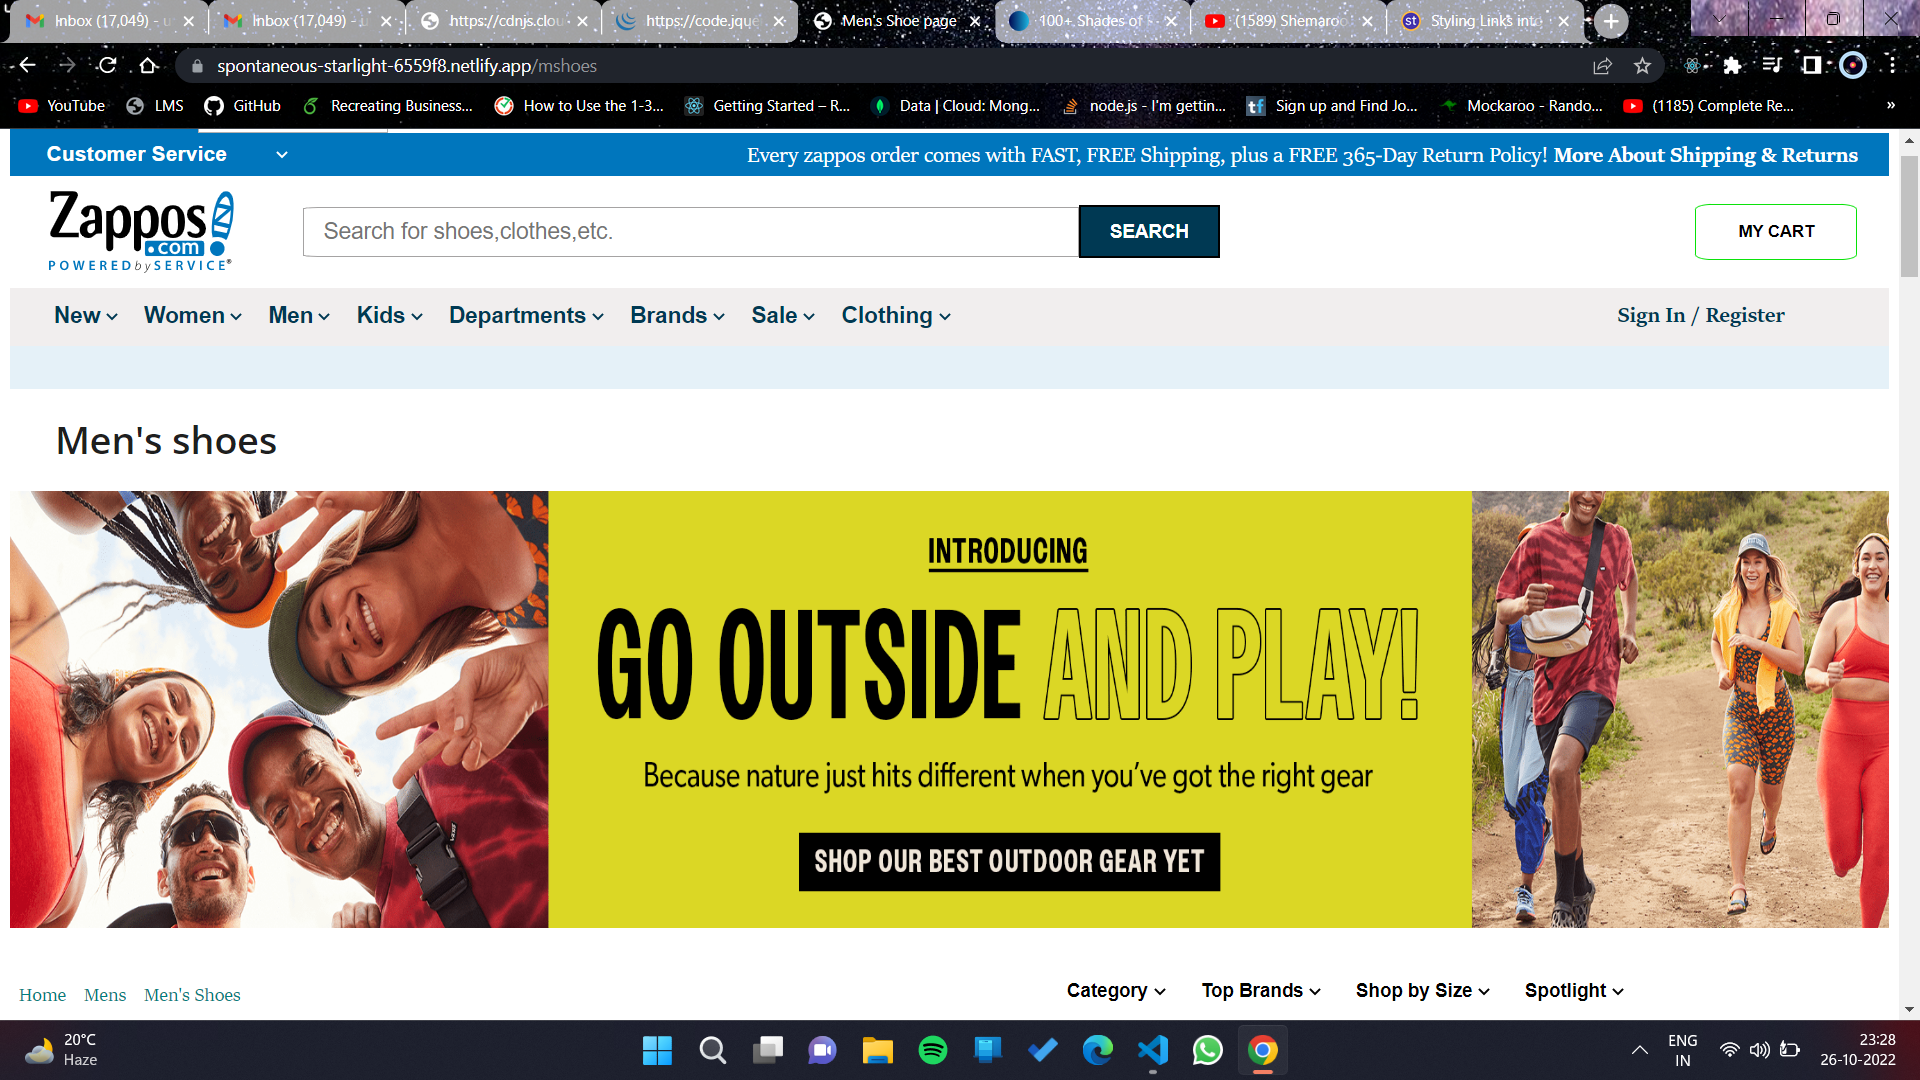 Inbox (17,049) - u
Inbox (17,049) - u
https://cdnjs.clou
https://code.jque
Men's Shoe page
100+ Shades of
(1589) Shemaroo
Styling Links into
spontaneous-starlight-6559f8.netlify.app/mshoes
YouTube
LMS
GitHub
Recreating Business...
How to Use the 1-3...
Getting Started – R...
Data | Cloud: Mong...
node.js - I'm gettin...
Sign up and Find Jo...
Mockaroo - Rando...
(1185) Complete Re...
»
Customer Service
Every zappos order comes with FAST, FREE Shipping, plus a FREE 365-Day Return Policy! More About Shipping & Returns
Zappos
.com
POWERED by SERVICE®
Search for shoes,clothes,etc.
SEARCH
MY CART
New
Women
Men
Kids
Departments
Brands
Sale
Clothing
Sign In / Register
Men's shoes
INTRODUCING
GO OUTSIDE AND PLAY!
Because nature just hits different when you've got the right gear
SHOP OUR BEST OUTDOOR GEAR YET
Home
Mens
Men's Shoes
Category
Top Brands
Shop by Size
Spotlight
20°C
Haze
ENG
IN
23:28
26-10-2022